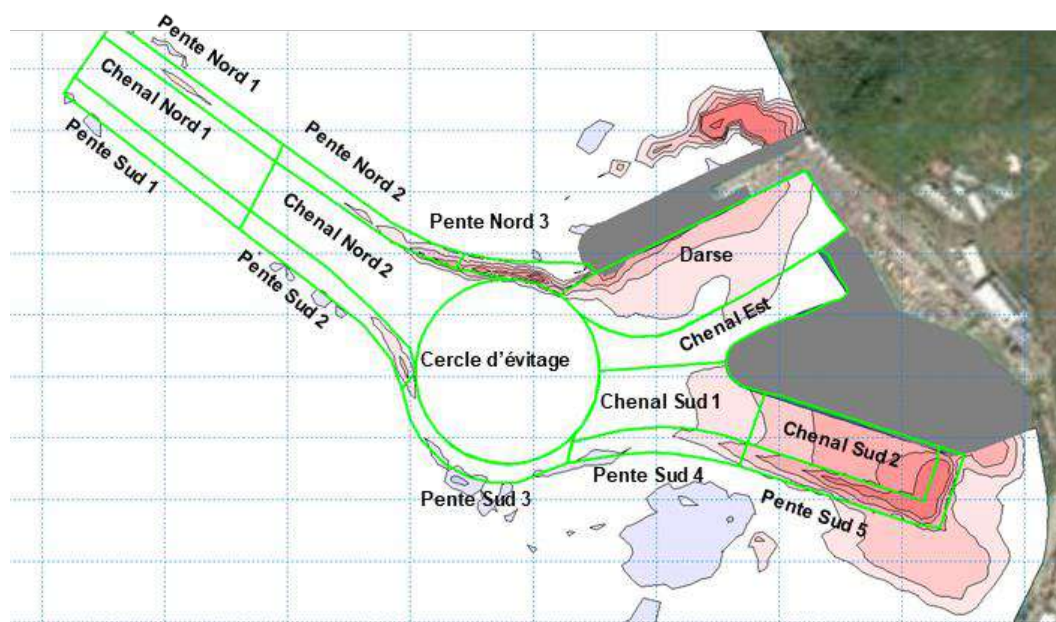 Pente Nord 1
Chenal Nord 1
Pente Sud 1
Pente Nord 2
Chenal Nord 2
Pente Sud 2
Pente Nord 3
Darse
Chenal Est
Cercle d'évitage
Chenal Sud 1
Chenal Sud 2
Pente Sud 3
Pente Sud 4
Pente Sud 5